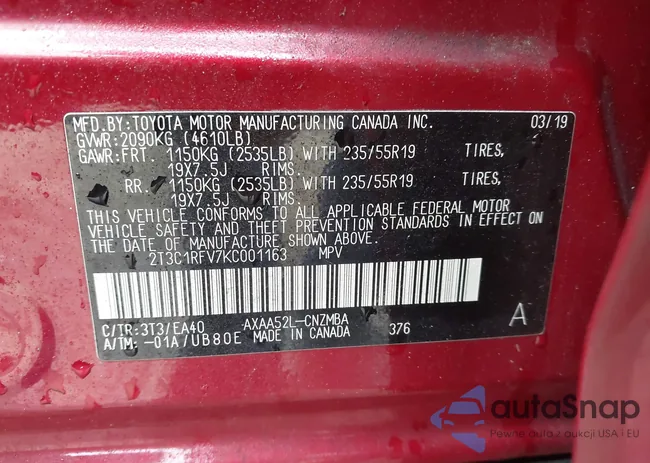 MFD.BY:TOYOTA MOTOR MANUFACTURING CANADA INC. 03/19
GVWR:2090KG (4610LB)
GAWR:FRT. 1150KG (2535LB) WITH 235/55R19 TIRES,
19X7.5J RIMS.
RR. 1150KG (2535LB) WITH 235/55R19 TIRES,
19X7.5J RIMS.
THIS VEHICLE CONFORMS TO ALL APPLICABLE FEDERAL MOTOR
VEHICLE SAFETY AND THEFT PREVENTION STANDARDS IN EFFECT ON
THE DATE OF MANUFACTURE SHOWN ABOVE.
2T3C1RFV7KC001163 MPV
C/TR:3T3/EA40 AXAA52L-CNZMBA A
A/TM:-01A/UB80E MADE IN CANADA 376
autaSnap
Pewne auto z aukcji USA i EU